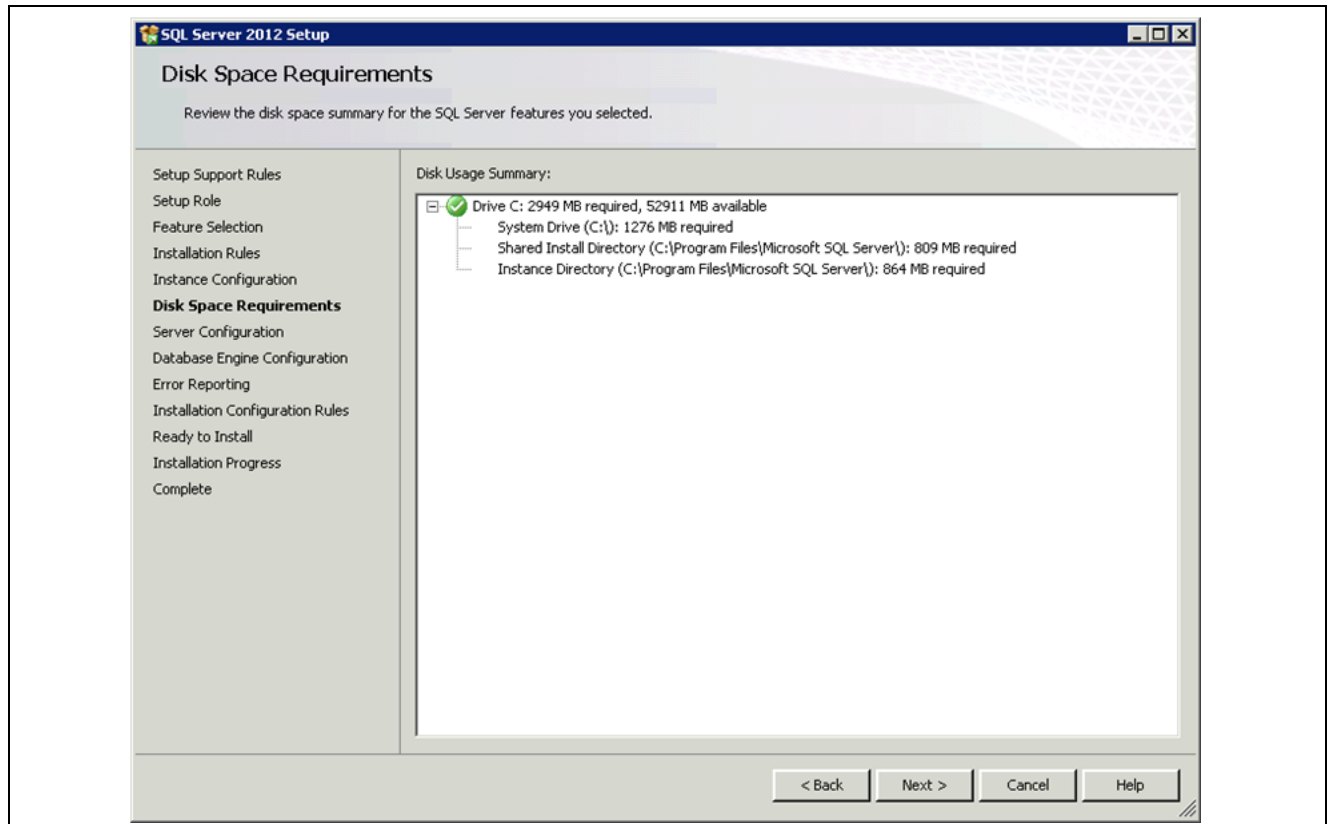 SQL Server 2012 Setup
Disk Space Requirements
Review the disk space summary for the SQL Server features you selected.
Setup Support Rules
Setup Role
Feature Selection
Installation Rules
Instance Configuration
Disk Space Requirements
Server Configuration
Database Engine Configuration
Error Reporting
Installation Configuration Rules
Ready to Install
Installation Progress
Complete
Disk Usage Summary:
Drive C: 2949 MB required, 52911 MB available
System Drive (C:\): 1276 MB required
Shared Install Directory (C:\Program Files\Microsoft SQL Server\): 809 MB required
Instance Directory (C:\Program Files\Microsoft SQL Server\): 864 MB required
< Back Next > Cancel Help